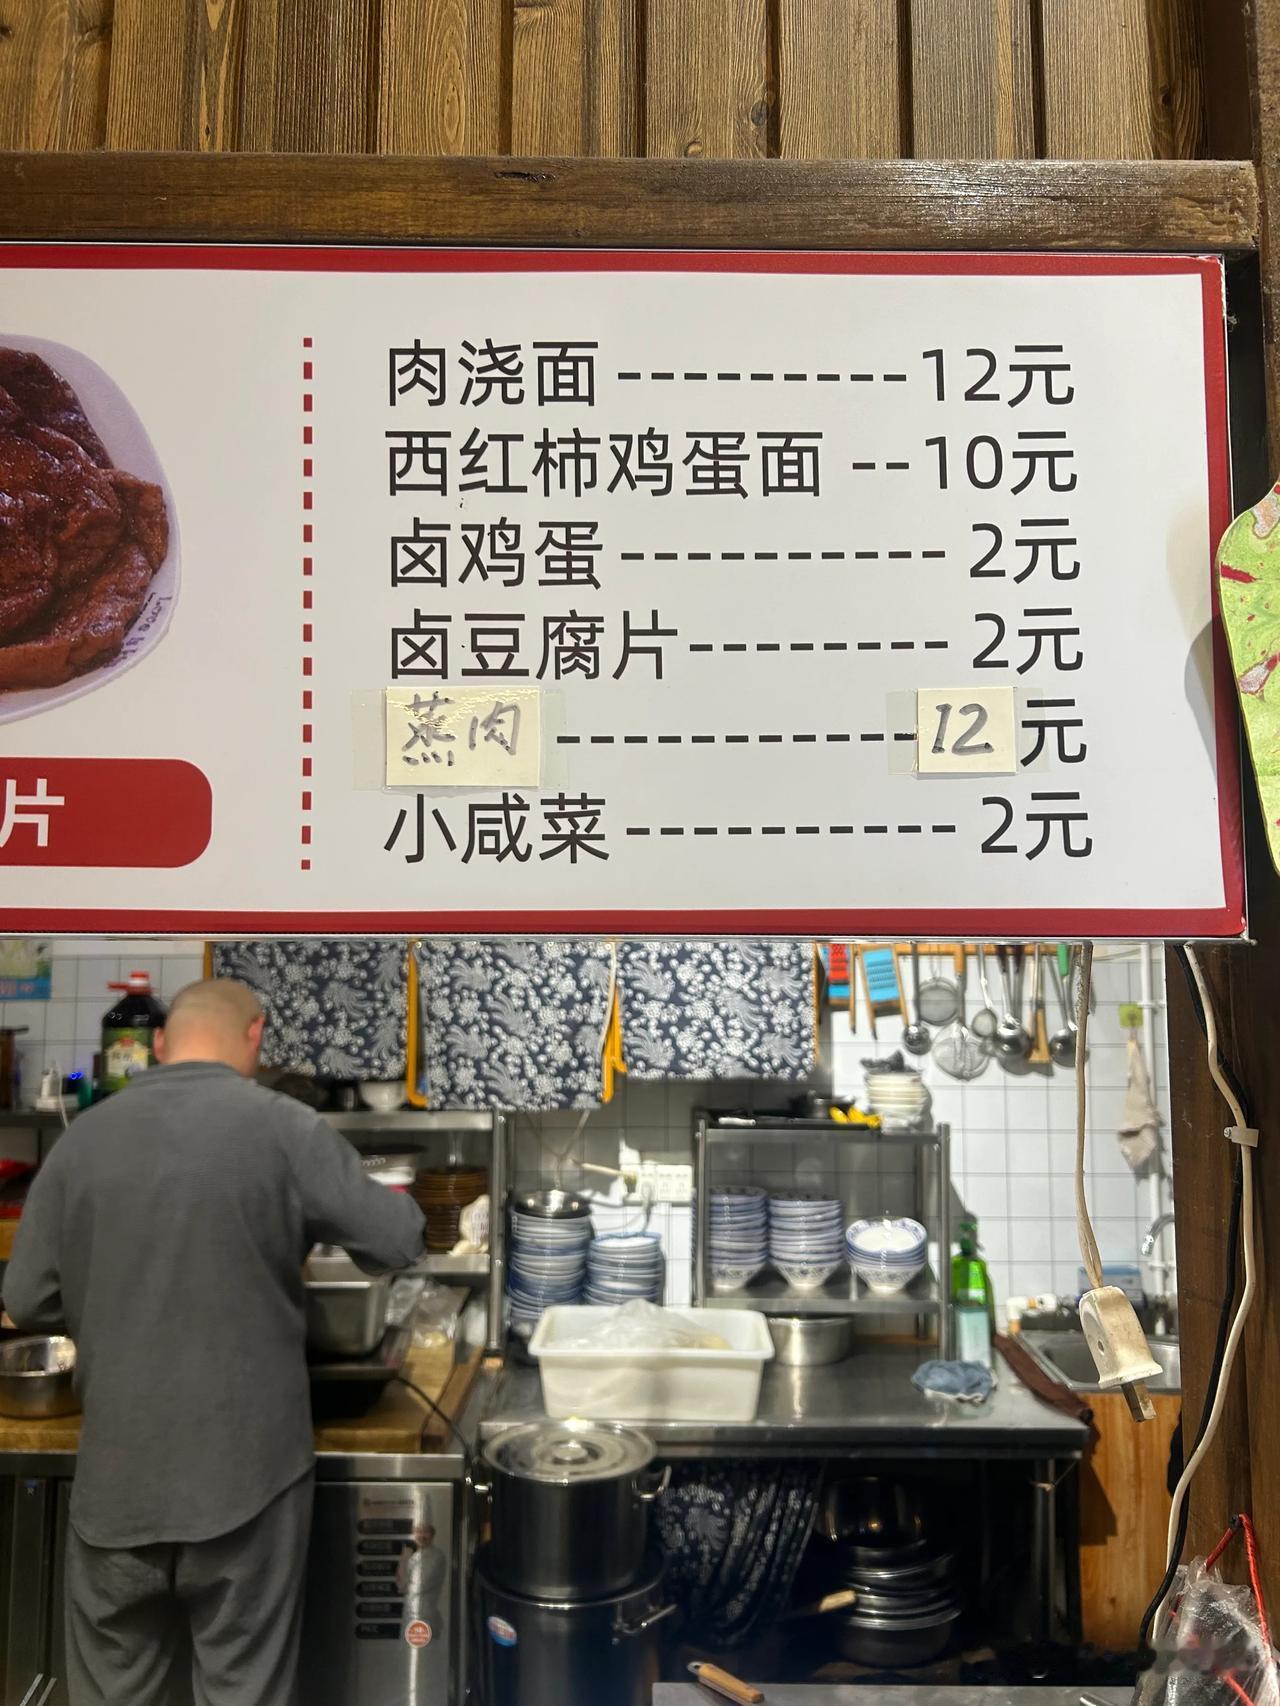 肉浇面---------12元
西红柿鸡蛋面 --10元
卤鸡蛋---------- 2元
卤豆腐片-------- 2元
蒸肉 ------------12元
小咸菜---------- 2元
片